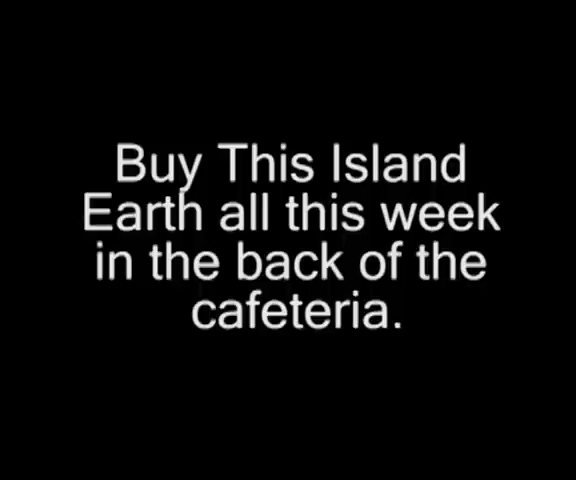 Buy This Island
Earth all this week
in the back of the
cafeteria.